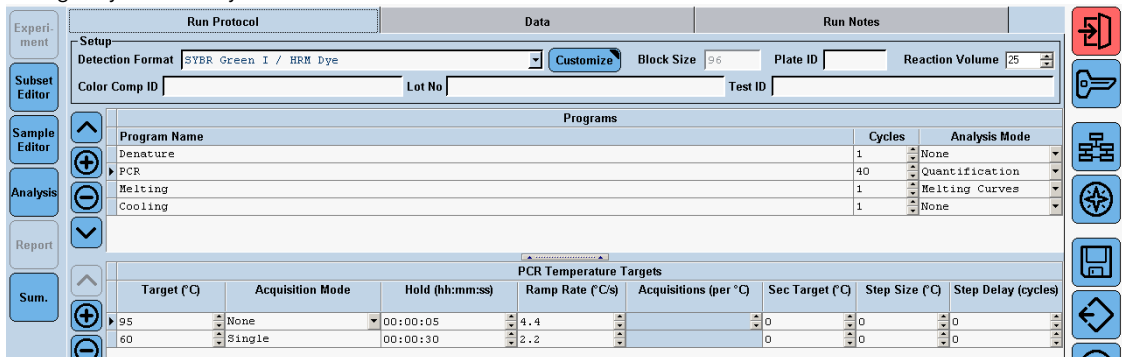 Experi-
ment
Subset
Editor
Sample
Editor
Analysis
Report
Sum.
Run Protocol Data Run Notes
Setup
Detection Format SYBR Green I / HRM Dye Customize Block Size 96 Plate ID Reaction Volume 25
Color Comp ID Lot No Test ID
Programs
Program Name Cycles Analysis Mode
Denature 1 None
PCR 40 Quantification
Melting 1 Melting Curves
Cooling 1 None
PCR Temperature Targets
Target (°C) Acquisition Mode Hold (hh:mm:ss) Ramp Rate (°C/s) Acquisitions (per °C) Sec Target (°C) Step Size (°C) Step Delay (cycles)
95 None 00:00:05 4.4 0 0 0
60 Single 00:00:30 2.2 0 0 0